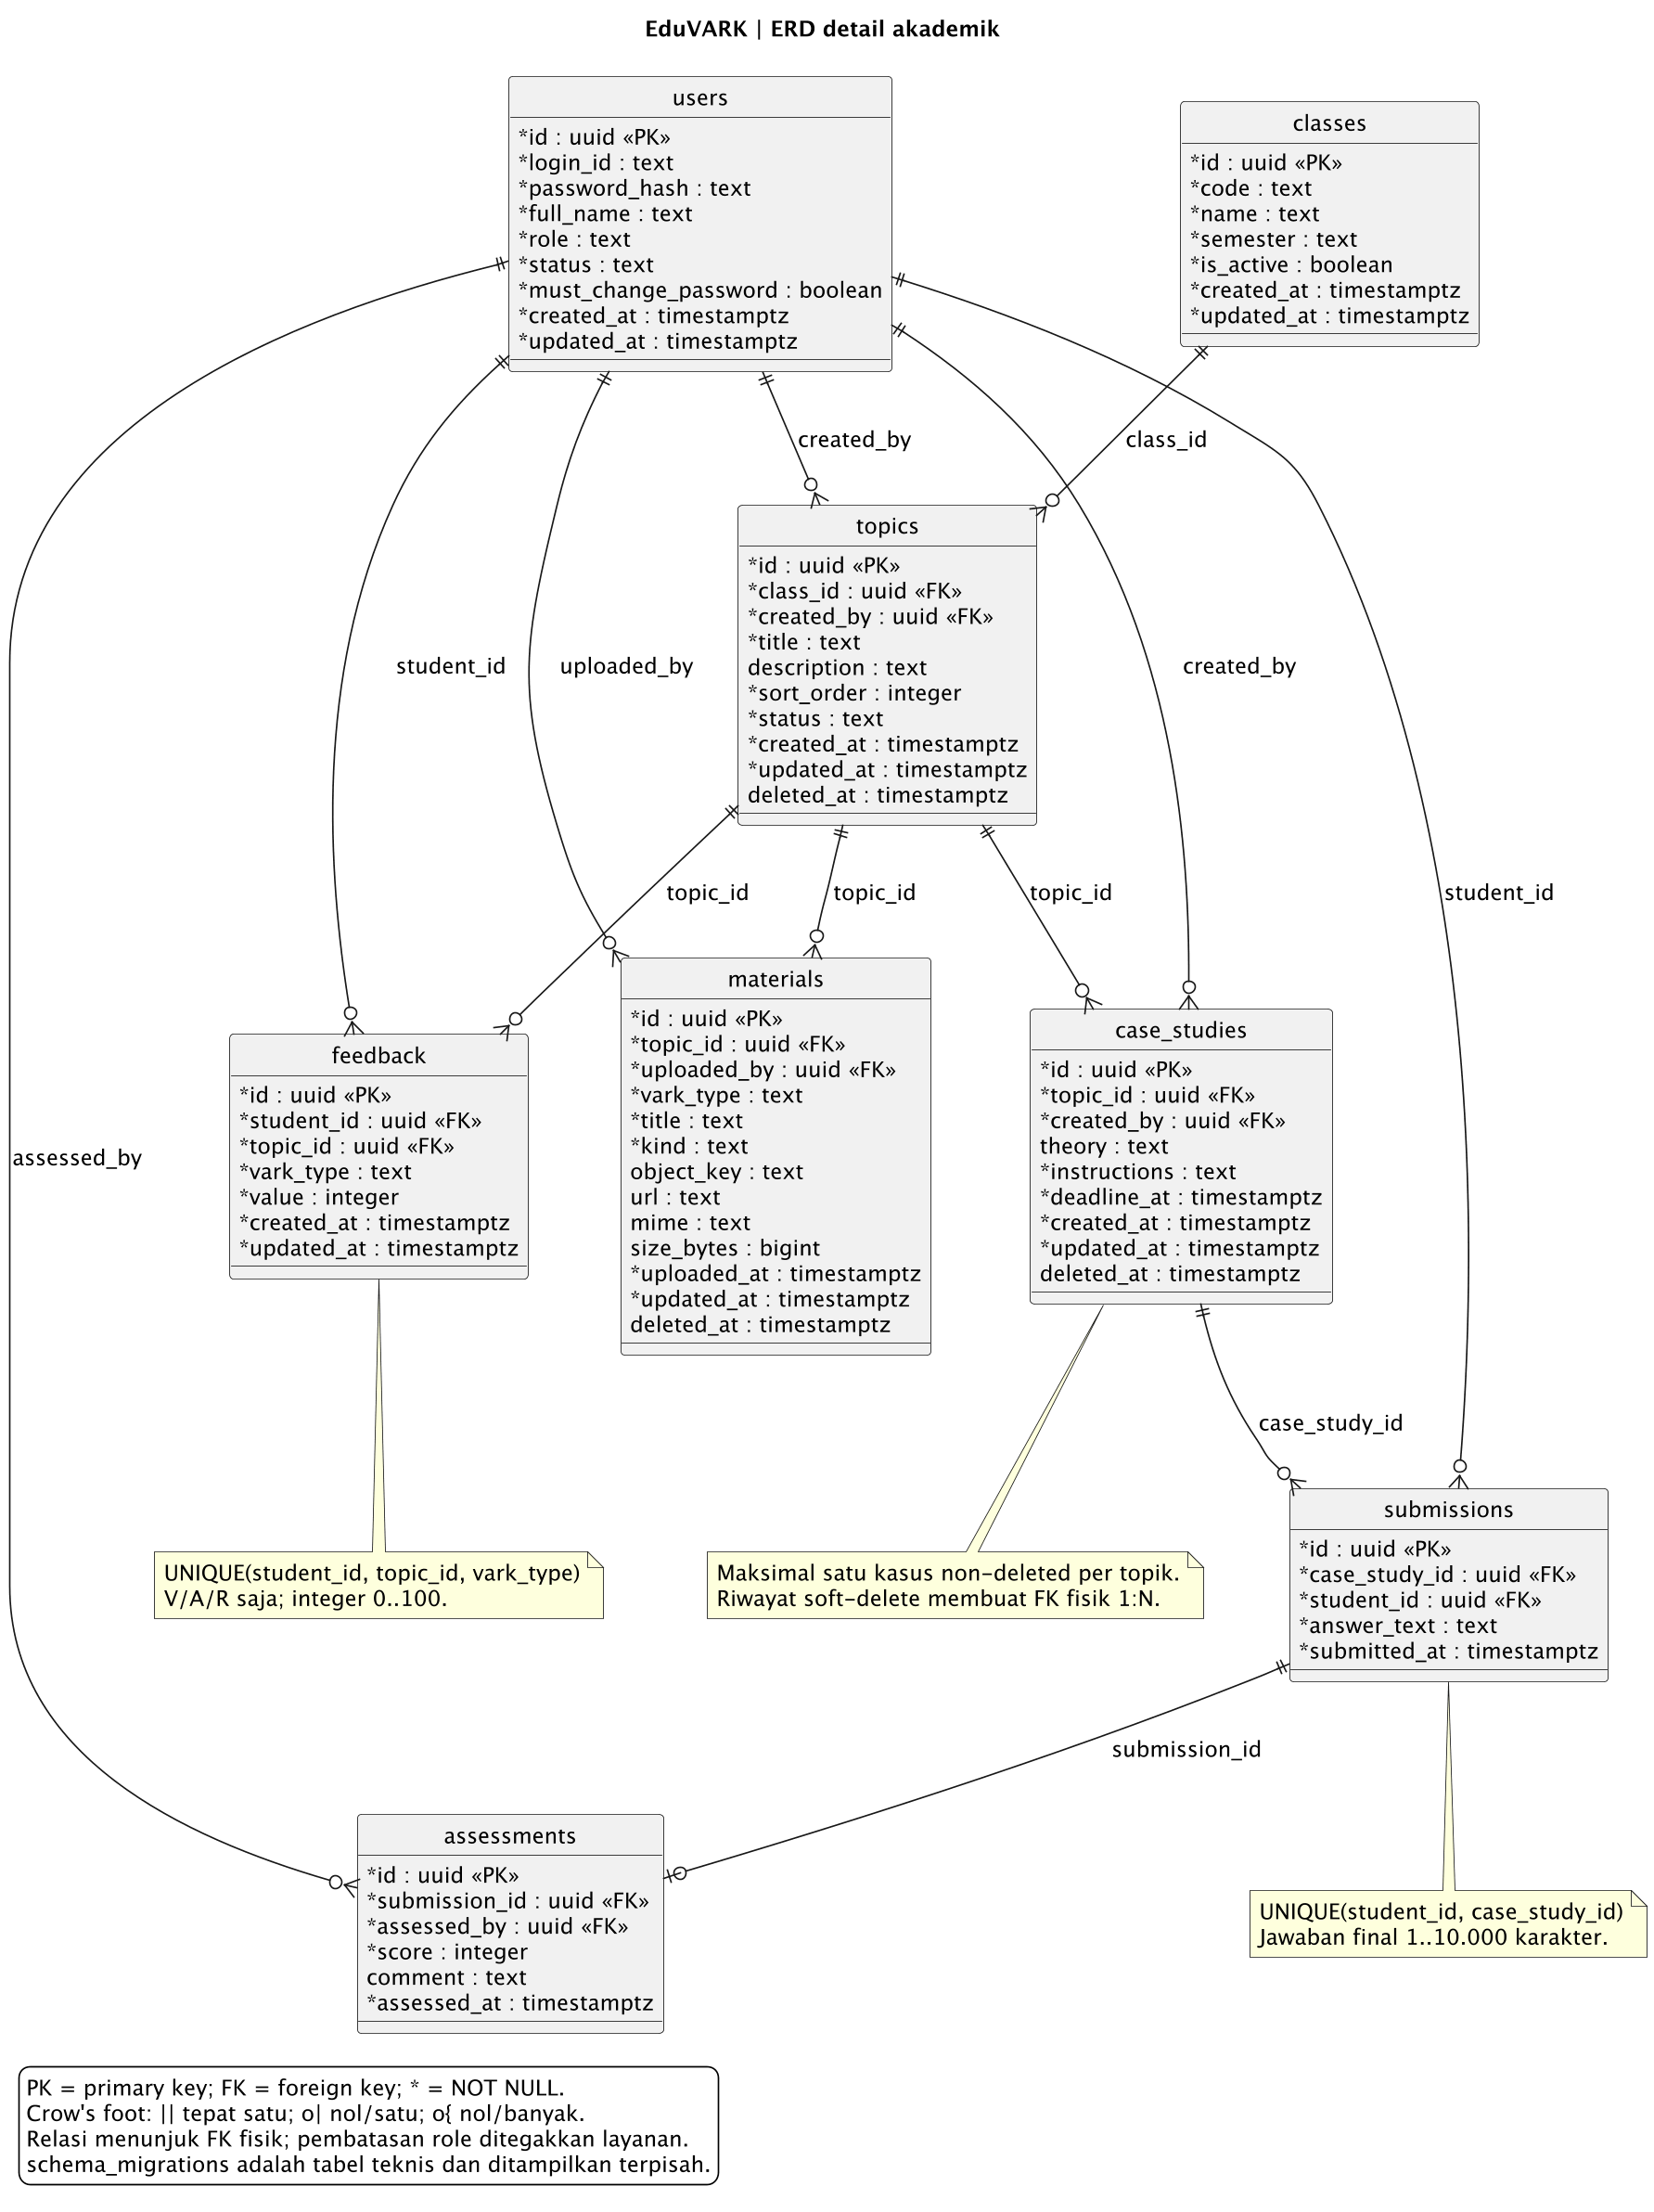 EduVARK | ERD detail akademik
users
*id : uuid «PK»
*login_id : text
*password_hash : text
*full_name : text
*role : text
*status : text
*must_change_password : boolean
*created_at : timestamptz
*updated_at : timestamptz
classes
*id : uuid «PK»
*code : text
*name : text
*semester : text
*is_active : boolean
*created_at : timestamptz
*updated_at : timestamptz
created_by
class_id
topics
*id : uuid «PK»
*class_id : uuid «FK»
*created_by : uuid «FK»
*title : text
description : text
*sort_order : integer
*status : text
*created_at : timestamptz
*updated_at : timestamptz
deleted_at : timestamptz
student_id
uploaded_by
created_by
topic_id
topic_id
topic_id
student_id
feedback
*id : uuid «PK»
*student_id : uuid «FK»
*topic_id : uuid «FK»
*vark_type : text
*value : integer
*created_at : timestamptz
*updated_at : timestamptz
materials
*id : uuid «PK»
*topic_id : uuid «FK»
*uploaded_by : uuid «FK»
*vark_type : text
*title : text
*kind : text
object_key : text
url : text
mime : text
size_bytes : bigint
*uploaded_at : timestamptz
*updated_at : timestamptz
deleted_at : timestamptz
case_studies
*id : uuid «PK»
*topic_id : uuid «FK»
*created_by : uuid «FK»
theory : text
*instructions : text
*deadline_at : timestamptz
*created_at : timestamptz
*updated_at : timestamptz
deleted_at : timestamptz
assessed_by
case_study_id
UNIQUE(student_id, topic_id, vark_type)
V/A/R saja; integer 0..100.
Maksimal satu kasus non-deleted per topik.
Riwayat soft-delete membuat FK fisik 1:N.
submissions
*id : uuid «PK»
*case_study_id : uuid «FK»
*student_id : uuid «FK»
*answer_text : text
*submitted_at : timestamptz
submission_id
assessments
*id : uuid «PK»
*submission_id : uuid «FK»
*assessed_by : uuid «FK»
*score : integer
comment : text
*assessed_at : timestamptz
UNIQUE(student_id, case_study_id)
Jawaban final 1..10.000 karakter.
PK = primary key; FK = foreign key; * = NOT NULL.
Crow's foot: || tepat satu; o| nol/satu; o{ nol/banyak.
Relasi menunjuk FK fisik; pembatasan role ditegakkan layanan.
schema_migrations adalah tabel teknis dan ditampilkan terpisah.